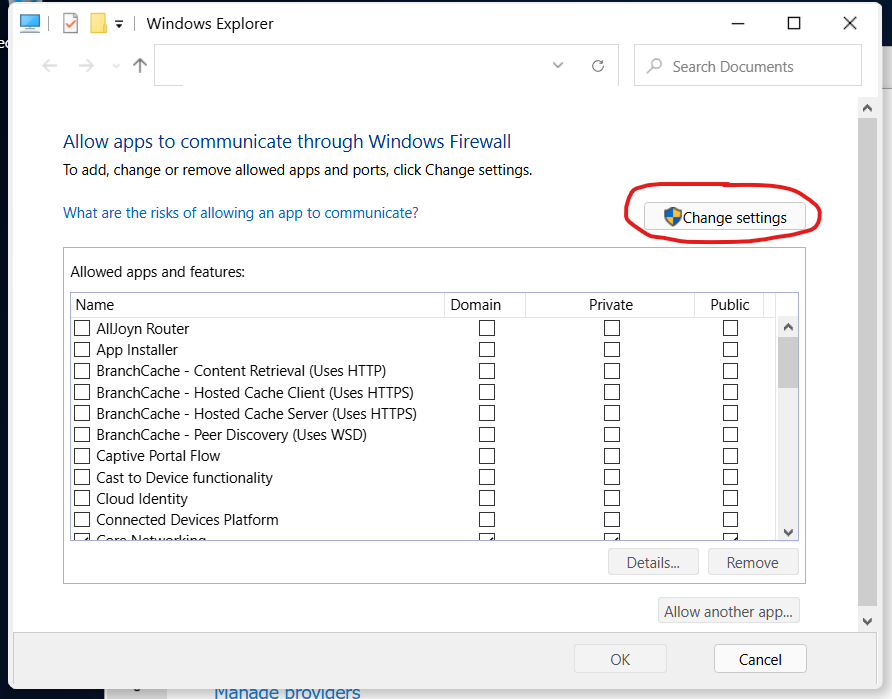 Windows Explorer
Search Documents
Allow apps to communicate through Windows Firewall
To add, change or remove allowed apps and ports, click Change settings.
What are the risks of allowing an app to communicate?
Change settings
Allowed apps and features:
Name Domain Private Public
AllJoyn Router
App Installer
BranchCache - Content Retrieval (Uses HTTP)
BranchCache - Hosted Cache Client (Uses HTTPS)
BranchCache - Hosted Cache Server (Uses HTTPS)
BranchCache - Peer Discovery (Uses WSD)
Captive Portal Flow
Cast to Device functionality
Cloud Identity
Connected Devices Platform
Core Networking
Details... Remove
Allow another app...
OK Cancel
Manage providers